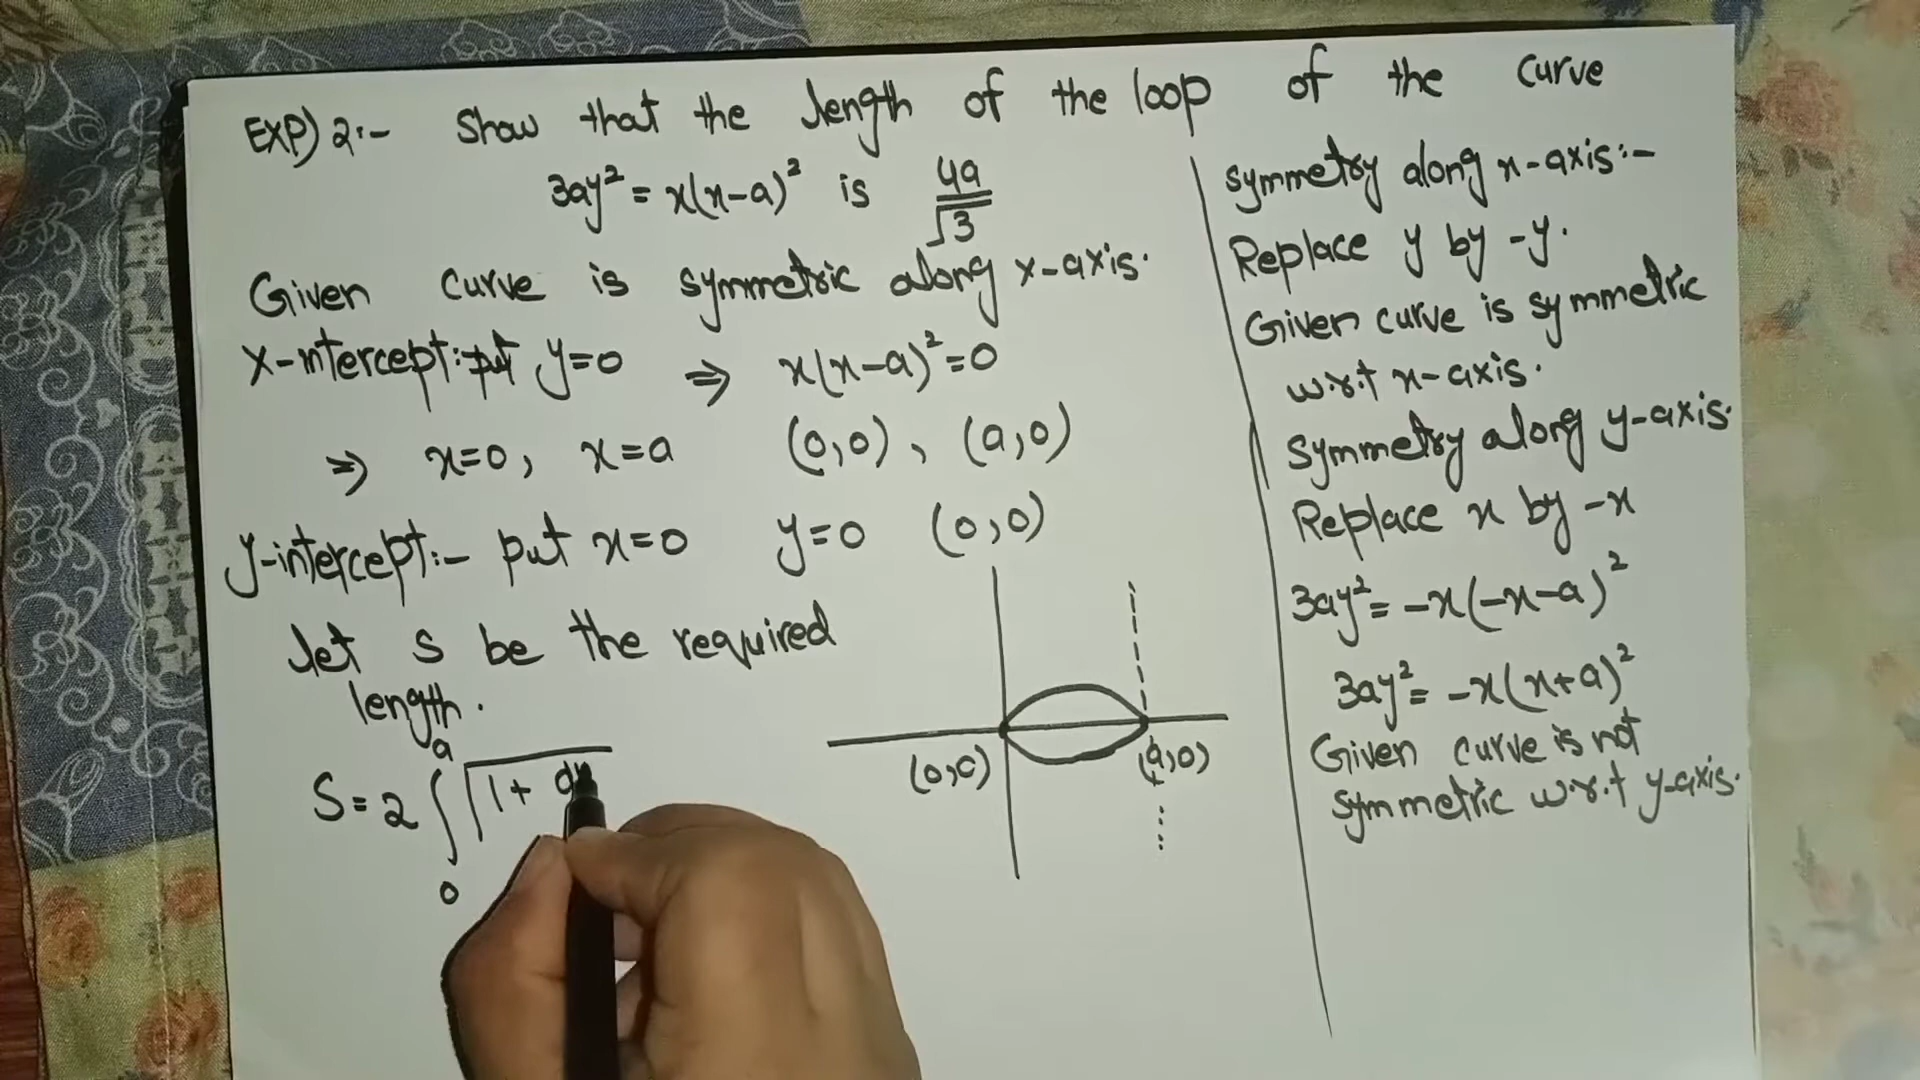 EXP) 2:- Show that the length of the loop of the curve
3ay² = x(x-a)² is 4a/√3
Given curve is symmetric along x-axis.
X-intercept:- put y=0 ⇒ x(x-a)²=0
⇒ x=0, x=a (0,0), (a,0)
y-intercept:- put x=0 y=0 (0,0)
let S be the required
length.
S= 2 ∫₀ᵃ √1+
(0,0) (a,0)
symmetry along x-axis:-
Replace y by -y.
Given curve is symmetric
w.r.t x-axis.
Symmetry along y-axis.
Replace x by -x
3ay²= -x(-x-a)²
3ay²= -x(x+a)²
Given curve is not
symmetric w.r.t y-axis.